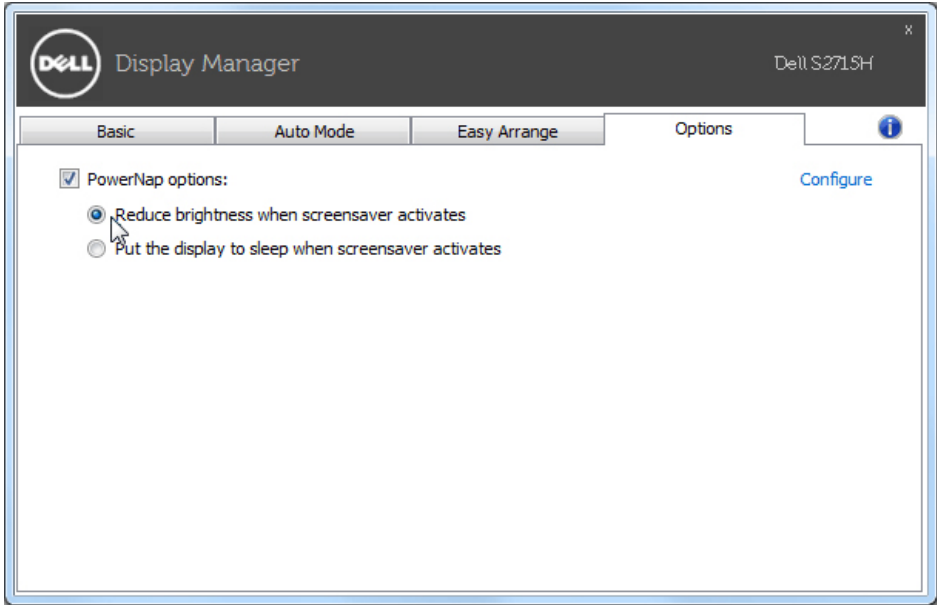 x
DELL Display Manager
Dell S2715H
Basic Auto Mode Easy Arrange Options i
PowerNap options: Configure
Reduce brightness when screensaver activates
Put the display to sleep when screensaver activates